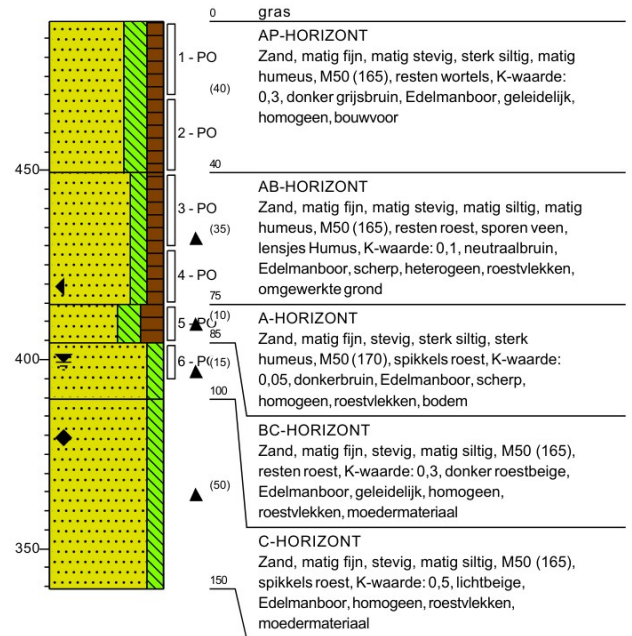 0 gras
AP-HORIZONT
Zand, matig fijn, matig stevig, sterk siltig, matig
humeus, M50 (165), resten wortels, K-waarde:
0,3, donker grijsbruin, Edelmanboor, geleidelijk,
homogeen, bouwvoor
1 - PO
(40)
2 - PO
450
40
AB-HORIZONT
Zand, matig fijn, matig stevig, matig siltig, matig
humeus, M50 (165), resten roest, sporen veen,
lensjes Humus, K-waarde: 0,1, neutraalbruin,
Edelmanboor, scherp, heterogeen, roestvlekken,
omgewerkte grond
3 - PO
(35)
4 - PO
75
A-HORIZONT
Zand, matig fijn, stevig, sterk siltig, sterk
humeus, M50 (170), spikkels roest, K-waarde:
0,05, donkerbruin, Edelmanboor, scherp,
homogeen, roestvlekken, bodem
5 - PO
(10)
85
400
6 - PO
(15)
100
BC-HORIZONT
Zand, matig fijn, stevig, matig siltig, M50 (165),
resten roest, K-waarde: 0,3, donker roestbeige,
Edelmanboor, geleidelijk, homogeen,
roestvlekken, moedermateriaal
(50)
350
150
C-HORIZONT
Zand, matig fijn, stevig, matig siltig, M50 (165),
spikkels roest, K-waarde: 0,5, lichtbeige,
Edelmanboor, homogeen, roestvlekken,
moedermateriaal